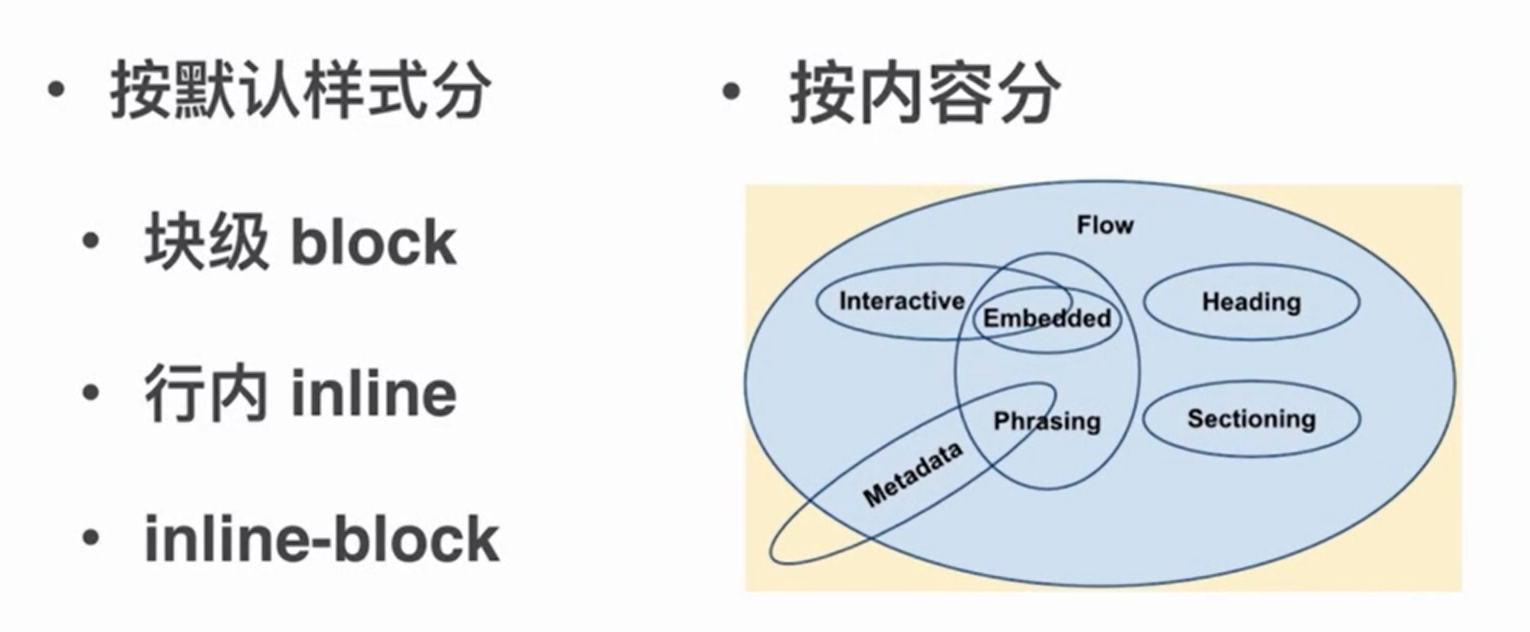 按默认样式分
块级 block
行内 inline
inline-block
按内容分
Flow
Interactive
Embedded
Heading
Phrasing
Sectioning
Metadata